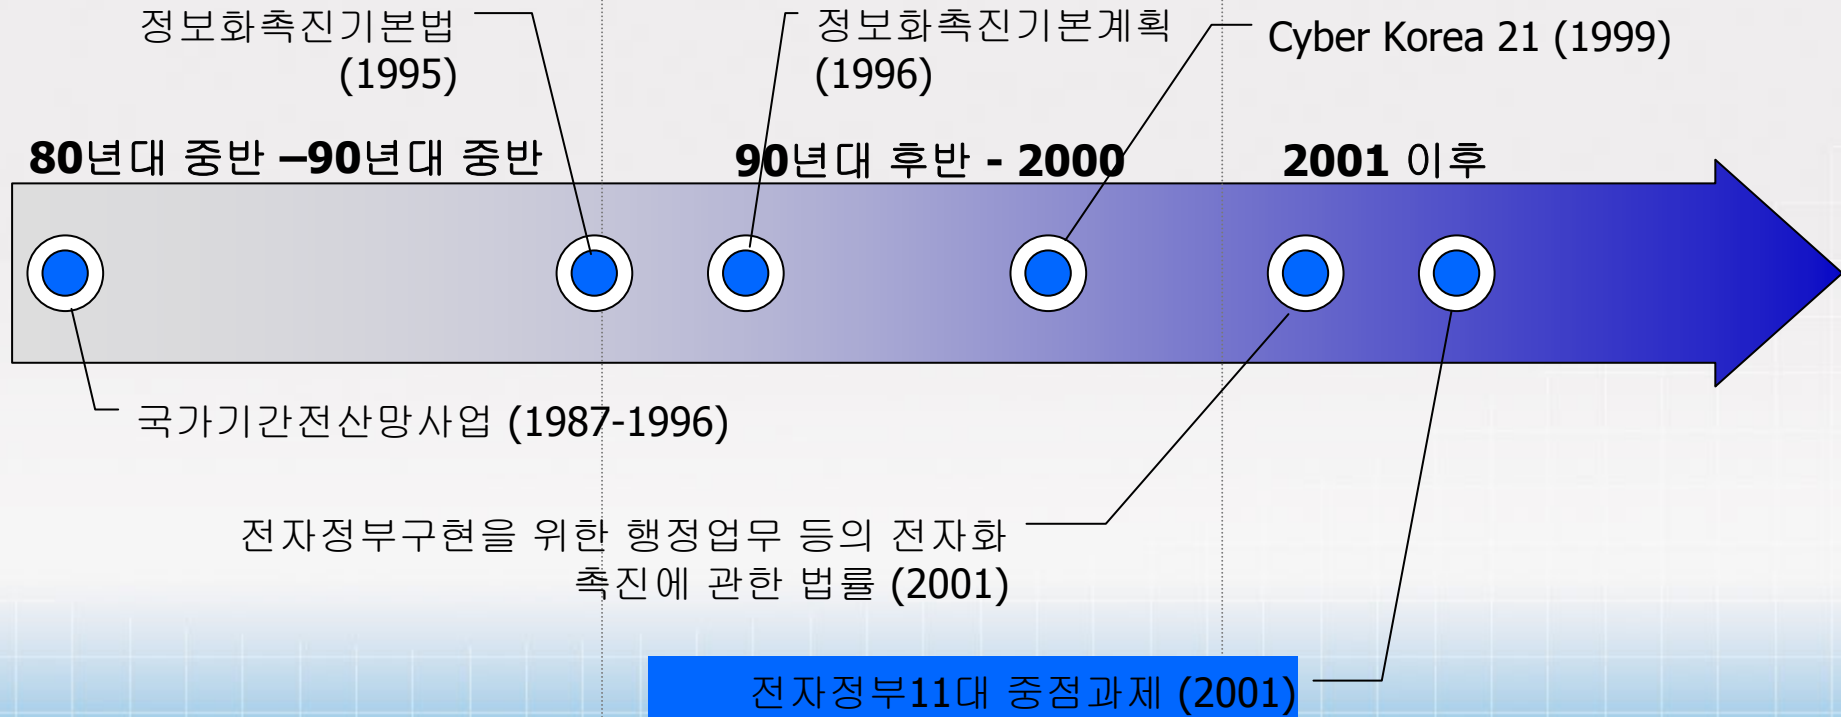 정보화촉진기본법
(1995)
정보화촉진기본계획
(1996)
Cyber Korea 21 (1999)
80년대 중반 –90년대 중반
90년대 후반 - 2000
2001 이후
국가기간전산망사업 (1987-1996)
전자정부구현을 위한 행정업무 등의 전자화
촉진에 관한 법률 (2001)
전자정부11대 중점과제 (2001)